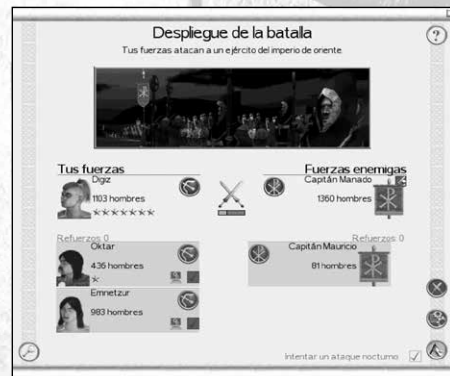 Despliegue de la batalla
Tus fuerzas atacan a un ejército del imperio de oriente
Tus fuerzas
Digiz
1103 hombres
Fuerzas enemigas
Capitán Manado
1360 hombres
Refuerzos 0
Oktar
436 hombres
Emnetzur
983 hombres
Refuerzos 0
Capitán Mauricio
81 hombres
Intentar un ataque nocturno